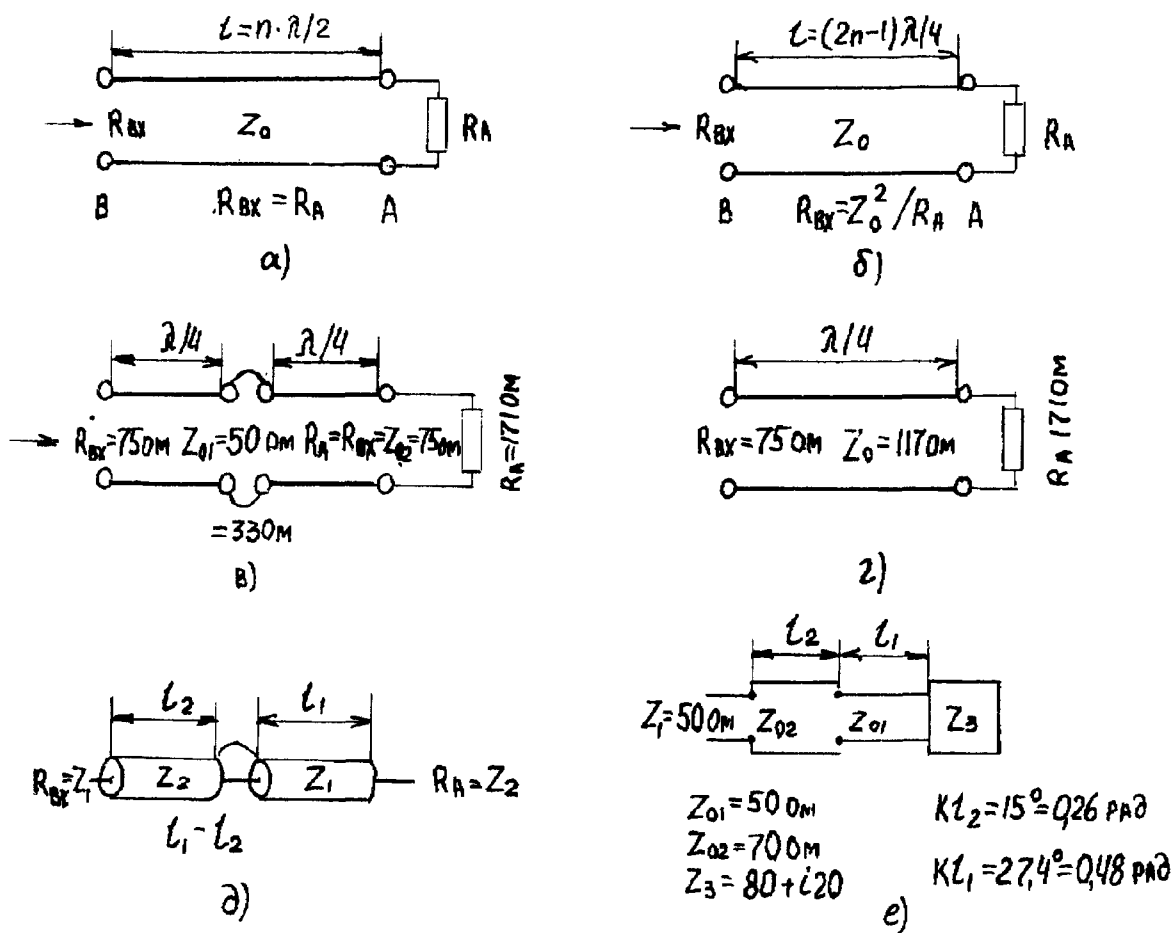 l=n·λ/2
Rвх
Z₀
Rа
B
Rвх=Rа
A
а)
l=(2n-1)λ/4
Rвх
Z₀
Rа
B
Rвх=Z₀²/Rа
A
б)
λ/4
λ/4
Rвх=75Ом
Z₀₁=50 Ом
Rа=Rвх=Z₀₂=75Ом
Rа=171Ом
=33Ом
в)
λ/4
Rвх=75Ом
Z₀=117Ом
Rа 171Ом
г)
l₂
l₁
Rвх=Z₁
Z₂
Z₁
Rа=Z₂
l₁-l₂
д)
l₂
l₁
Z₁=50Ом
Z₀₂
Z₀₁
Z₃
Z₀₁=50Ом
Z₀₂=70Ом
Z₃=80+i20
Kl₂=15°=0,26 рад
Kl₁=27,4°=0,48 рад
е)